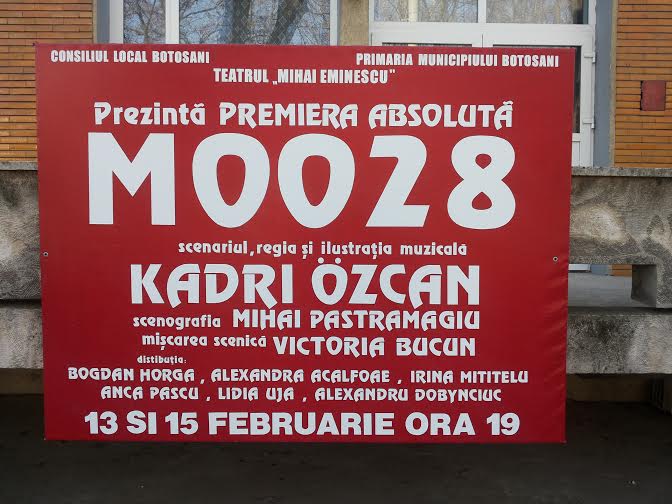 CONSILIUL LOCAL BOTOSANI
PRIMARIA MUNICIPIULUI BOTOSANI
TEATRUL „MIHAI EMINESCU"
Prezintă PREMIERA ABSOLUTĂ
M0028
scenariul, regia și ilustrația muzicală
KADRI ÖZCAN
scenografia MIHAI PASTRAMAGIU
mișcarea scenică VICTORIA BUCUN
distibuția:
BOGDAN HORGA , ALEXANDRA ACALFOAE , IRINA MITITELU
ANCA PASCU , LIDIA UJA , ALEXANDRU DOBYNCIUC
13 SI 15 FEBRUARIE ORA 19